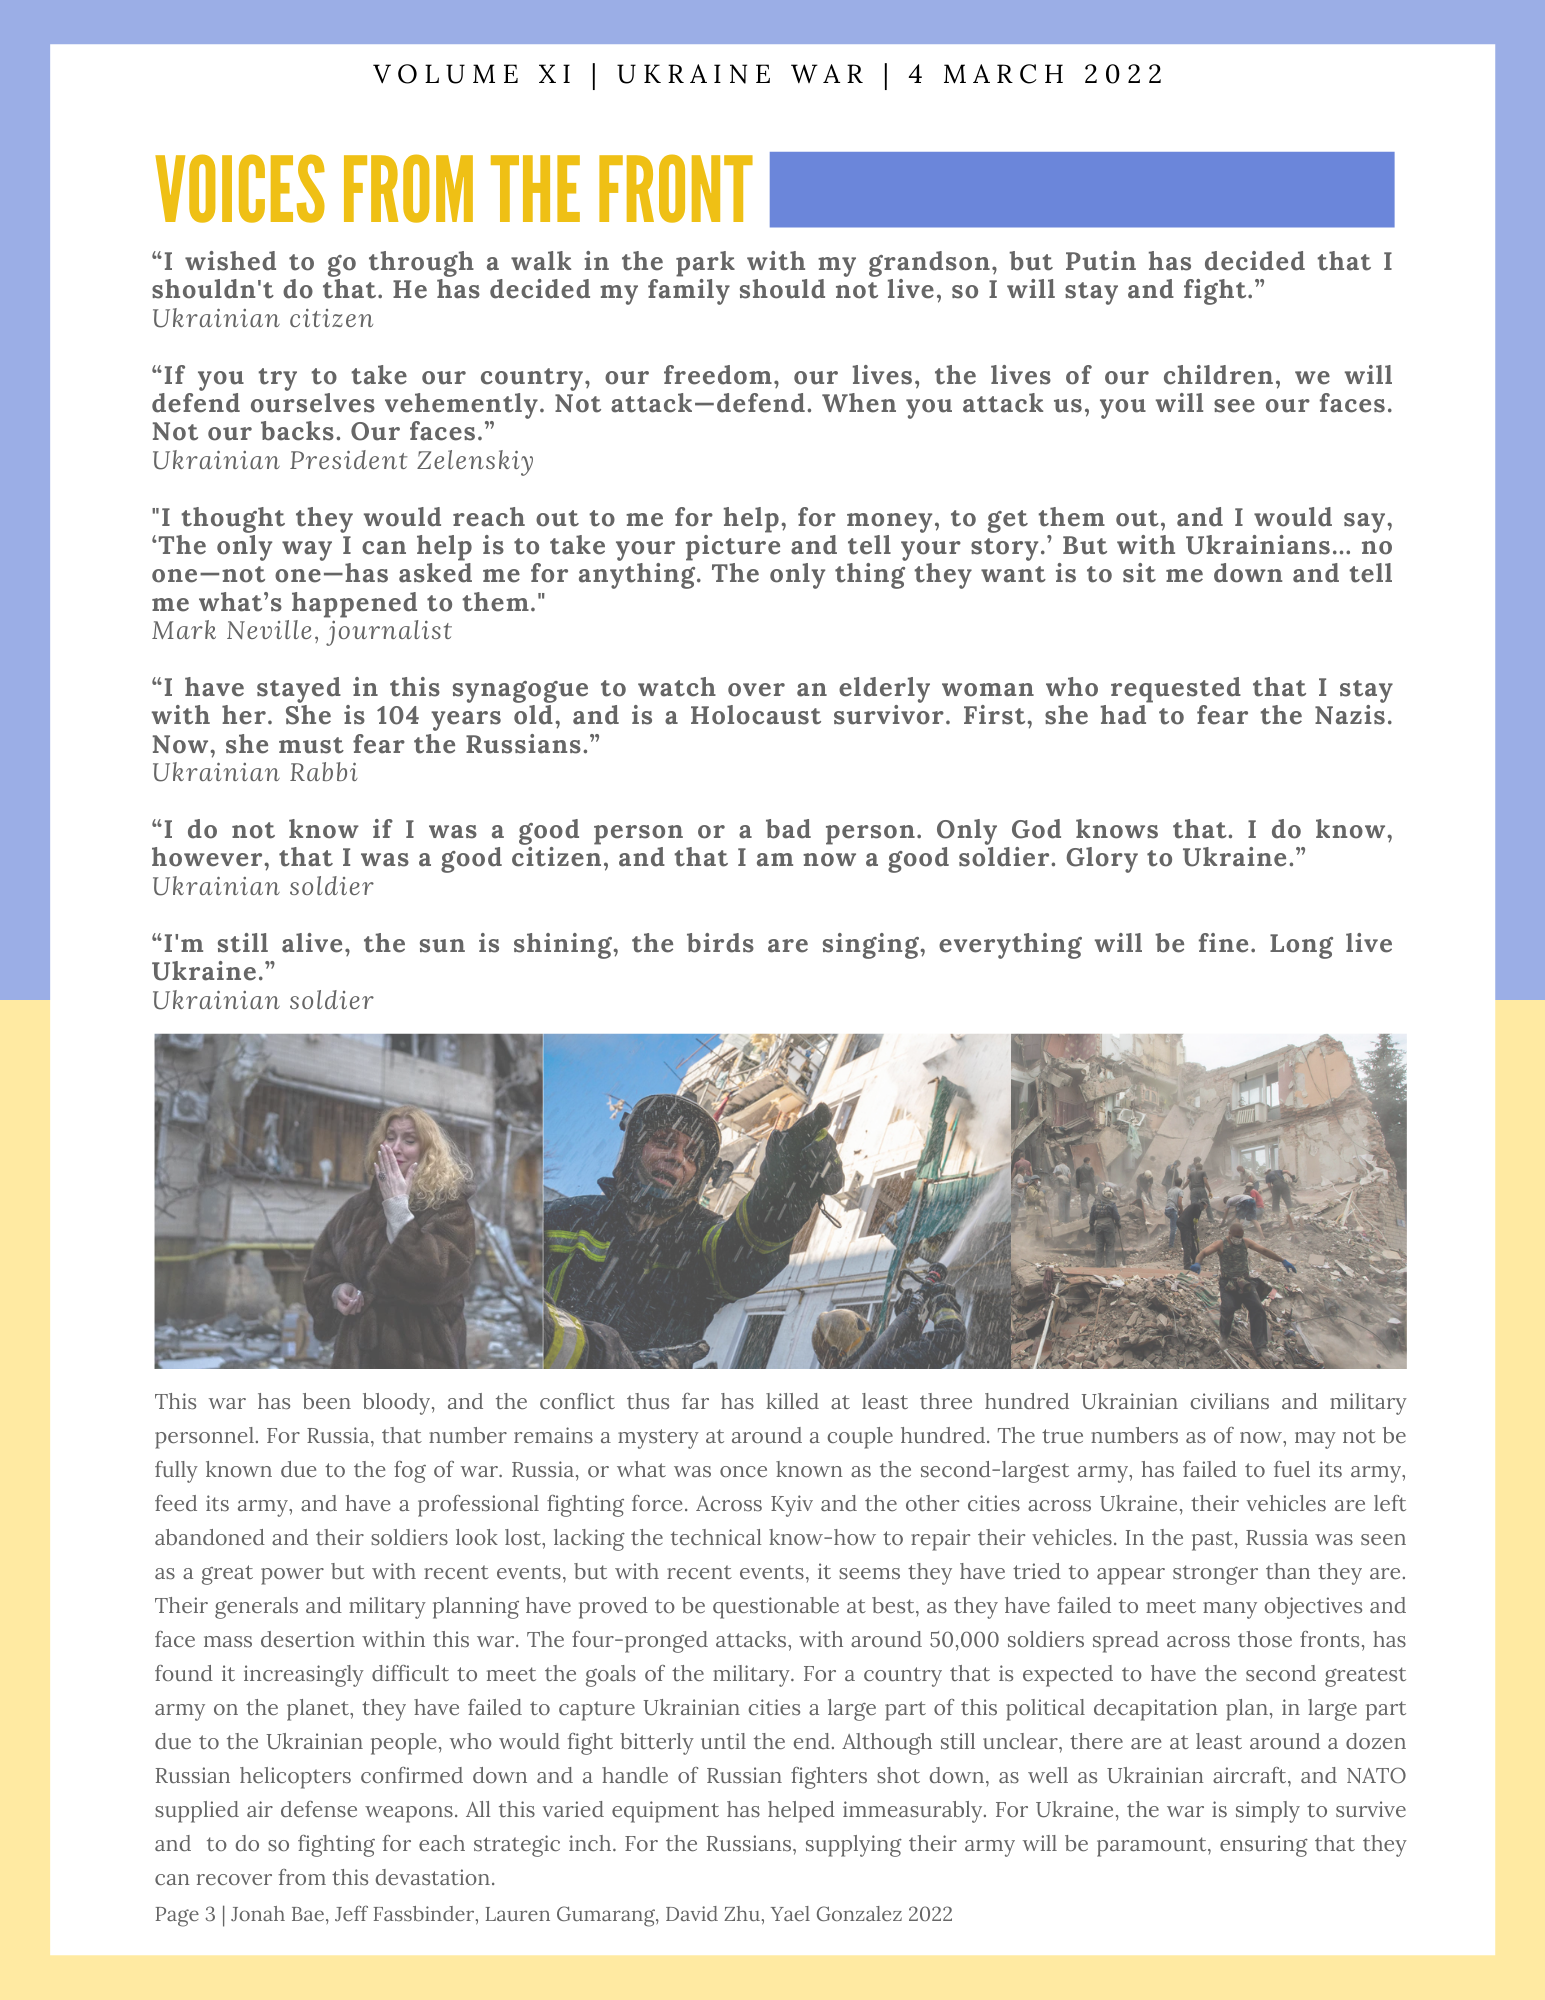 VOLUME XI | UKRAINE WAR | 4 MARCH 2022
VOICES FROM THE FRONT
“I wished to go through a walk in the park with my grandson, but Putin has decided that I
shouldn't do that. He has decided my family should not live, so I will stay and fight.”
Ukrainian citizen
“If you try to take our country, our freedom, our lives, the lives of our children, we will
defend ourselves vehemently. Not attack—defend. When you attack us, you will see our faces.
Not our backs. Our faces.”
Ukrainian President Zelenskiy
"I thought they would reach out to me for help, for money, to get them out, and I would say,
‘The only way I can help is to take your picture and tell your story.’ But with Ukrainians... no
one—not one—has asked me for anything. The only thing they want is to sit me down and tell
me what’s happened to them."
Mark Neville, journalist
“I have stayed in this synagogue to watch over an elderly woman who requested that I stay
with her. She is 104 years old, and is a Holocaust survivor. First, she had to fear the Nazis.
Now, she must fear the Russians.”
Ukrainian Rabbi
“I do not know if I was a good person or a bad person. Only God knows that. I do know,
however, that I was a good citizen, and that I am now a good soldier. Glory to Ukraine.”
Ukrainian soldier
“I'm still alive, the sun is shining, the birds are singing, everything will be fine. Long live
Ukraine.”
Ukrainian soldier
This war has been bloody, and the conflict thus far has killed at least three hundred Ukrainian civilians and military
personnel. For Russia, that number remains a mystery at around a couple hundred. The true numbers as of now, may not be
fully known due to the fog of war. Russia, or what was once known as the second-largest army, has failed to fuel its army,
feed its army, and have a professional fighting force. Across Kyiv and the other cities across Ukraine, their vehicles are left
abandoned and their soldiers look lost, lacking the technical know-how to repair their vehicles. In the past, Russia was seen
as a great power but with recent events, but with recent events, it seems they have tried to appear stronger than they are.
Their generals and military planning have proved to be questionable at best, as they have failed to meet many objectives and
face mass desertion within this war. The four-pronged attacks, with around 50,000 soldiers spread across those fronts, has
found it increasingly difficult to meet the goals of the military. For a country that is expected to have the second greatest
army on the planet, they have failed to capture Ukrainian cities a large part of this political decapitation plan, in large part
due to the Ukrainian people, who would fight bitterly until the end. Although still unclear, there are at least around a dozen
Russian helicopters confirmed down and a handle of Russian fighters shot down, as well as Ukrainian aircraft, and NATO
supplied air defense weapons. All this varied equipment has helped immeasurably. For Ukraine, the war is simply to survive
and to do so fighting for each strategic inch. For the Russians, supplying their army will be paramount, ensuring that they
can recover from this devastation.
Page 3 | Jonah Bae, Jeff Fassbinder, Lauren Gumarang, David Zhu, Yael Gonzalez 2022